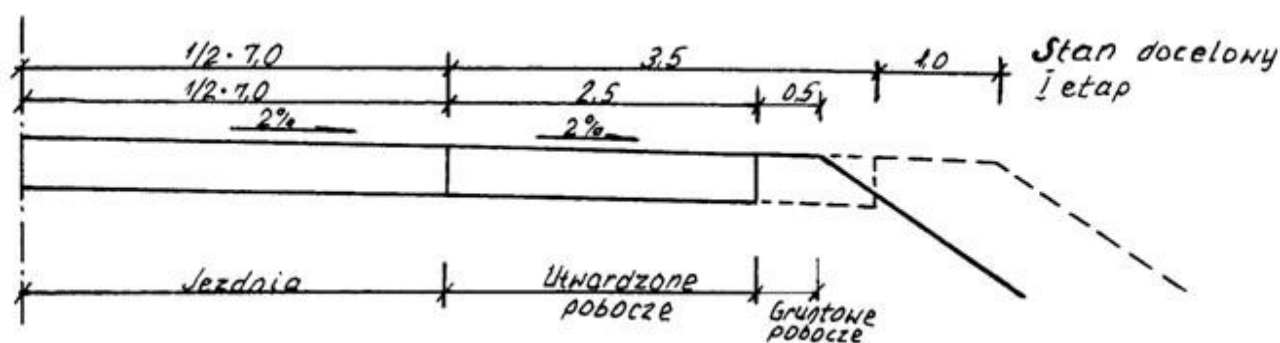 1/2·7,0
3,5
1,0
Stan docelowy
1/2·7,0
2,5
0,5
I etap
2%
2%
Jezdnia
Utwardzone
pobocze
Gruntowe
pobocze